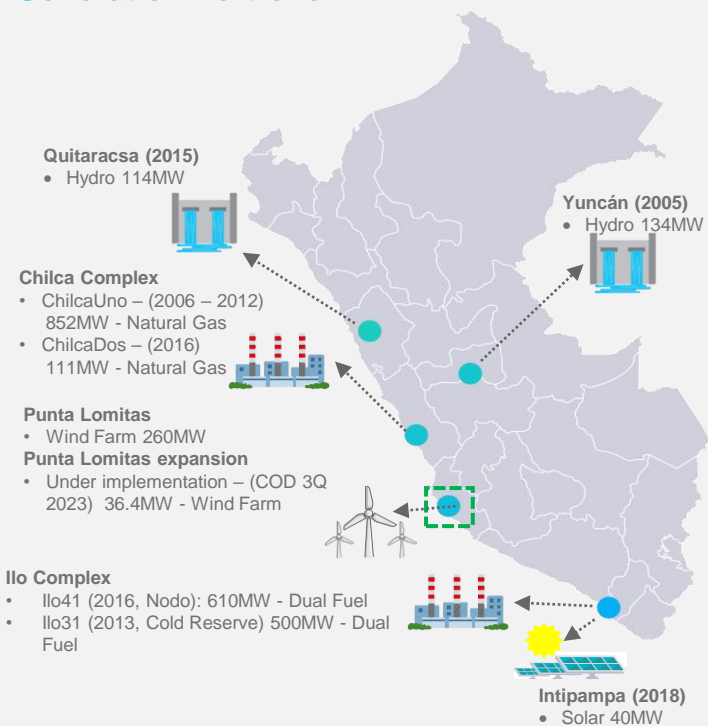 Quitaracsa (2015)
• Hydro 114MW
Yuncán (2005)
• Hydro 134MW
Chilca Complex
• ChilcaUno – (2006 – 2012)
852MW - Natural Gas
• ChilcaDos – (2016)
111MW - Natural Gas
Punta Lomitas
• Wind Farm 260MW
Punta Lomitas expansion
• Under implementation – (COD 3Q
2023) 36.4MW - Wind Farm
Ilo Complex
• Ilo41 (2016, Nodo): 610MW - Dual Fuel
• Ilo31 (2013, Cold Reserve) 500MW - Dual
Fuel
Intipampa (2018)
• Solar 40MW